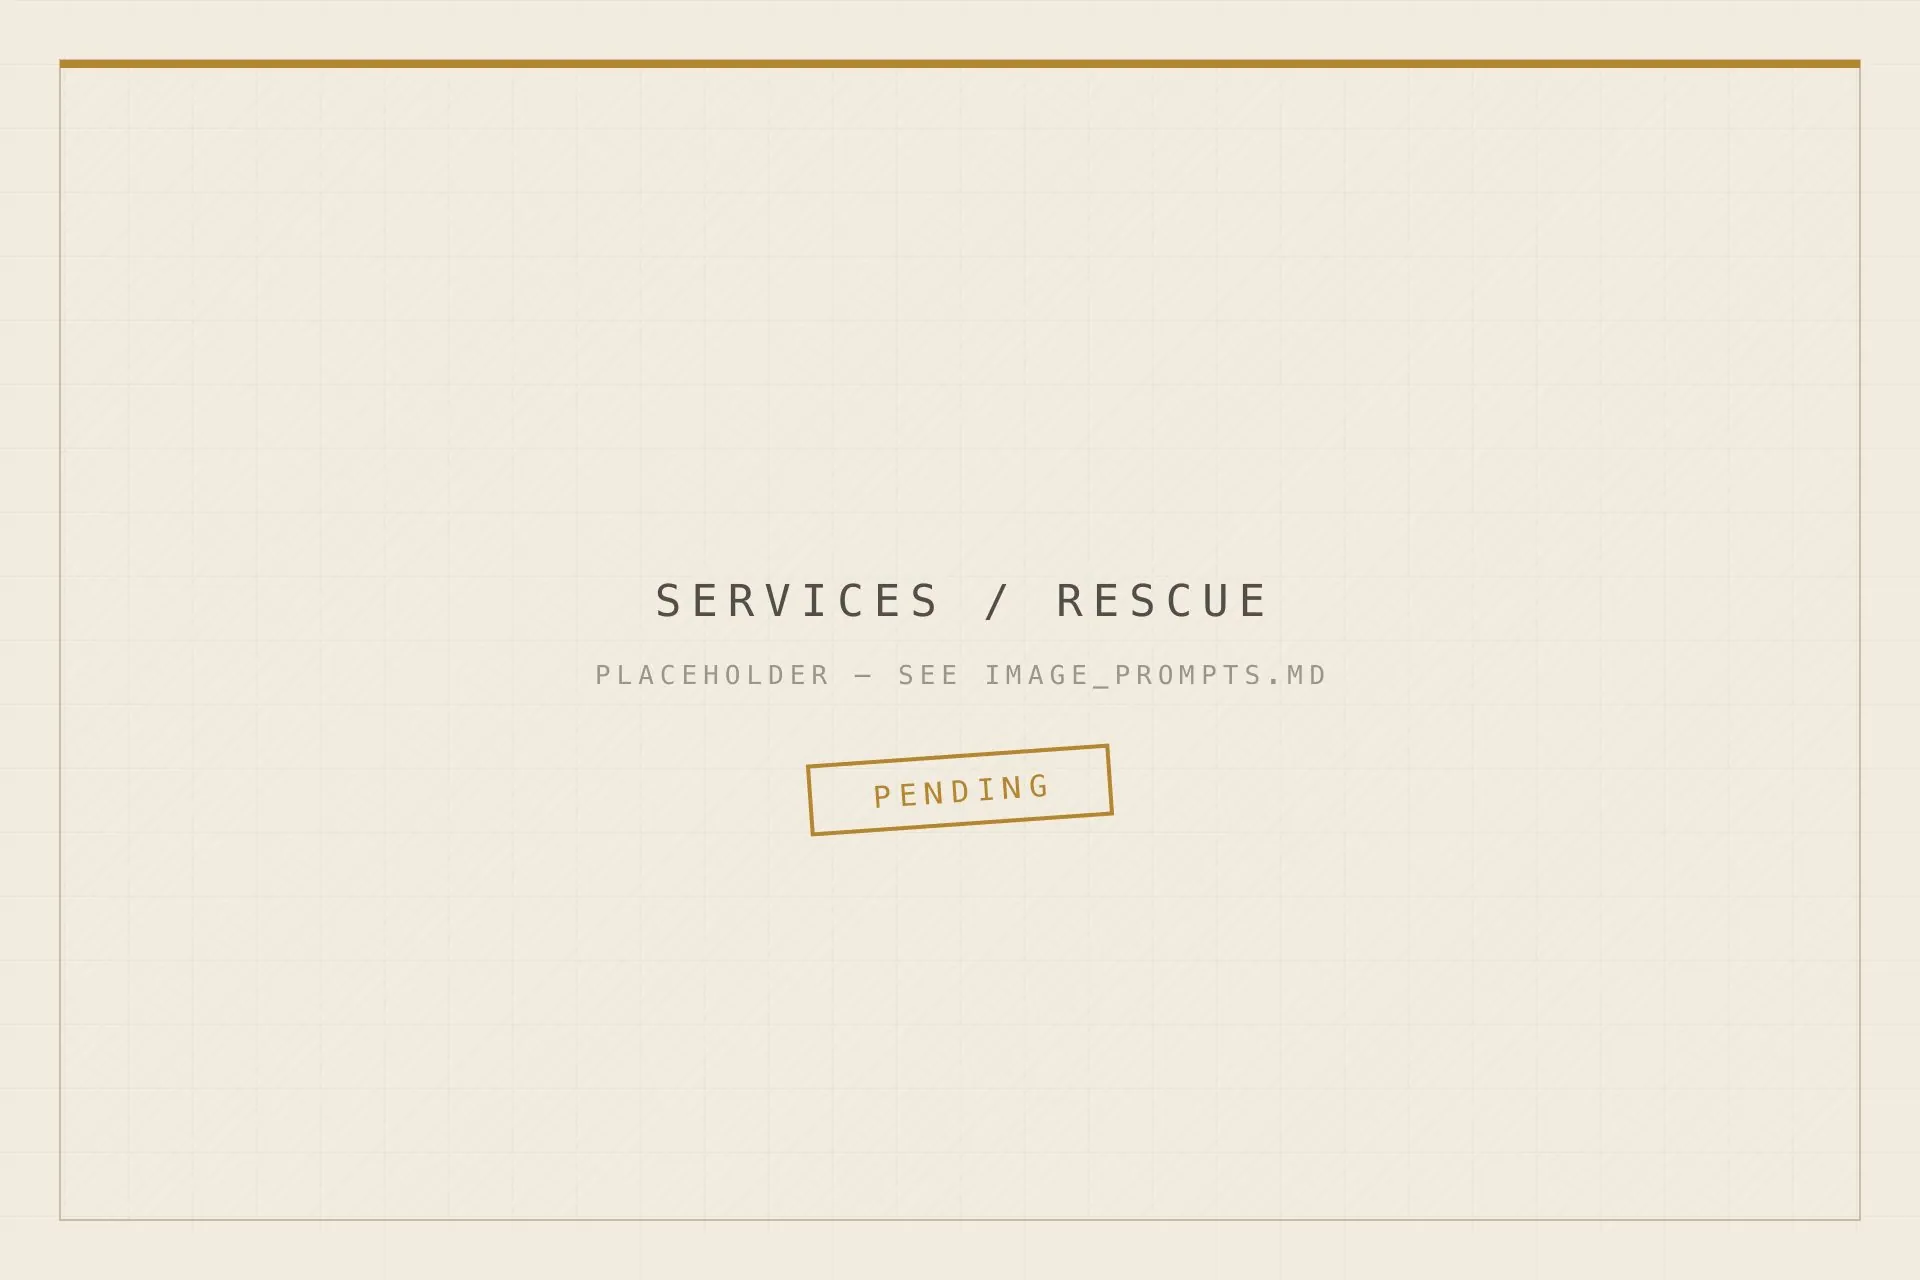 SERVICES / RESCUE
PLACEHOLDER — SEE IMAGE_PROMPTS.MD
PENDING